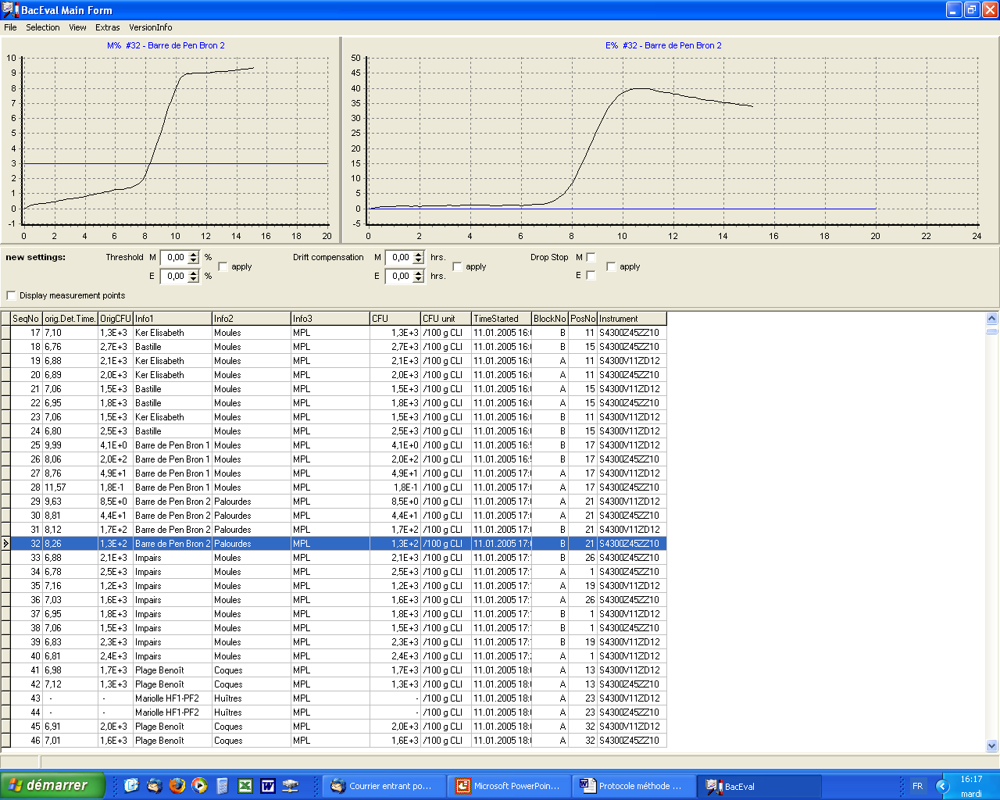 BacEval Main Form
File Selection View Extras VersionInfo
M% #32 - Barre de Pen Bron 2
10
9
8
7
6
5
4
3
2
1
0
-1
0 2 4 6 8 10 12 14 16 18 20
E% #32 - Barre de Pen Bron 2
50
45
40
35
30
25
20
15
10
5
0
-5
0 2 4 6 8 10 12 14 16 18 20 22 24
new settings: Threshold M 0,00 % apply Drift compensation M 0,00 hrs. apply Drop Stop M apply
E 0,00 % E 0,00 hrs. E
Display measurement points
SeqNo orig.Det.Time. OrigCFU Info1 Info2 Info3 CFU CFU unit TimeStarted BlockNo PosNo Instrument
17 7,10 1,3E+3 Ker Elisabeth Moules MPL 1,3E+3 /100 g CLI 11.01.2005 16: B 11 S4300Z45ZZ10
18 6,76 2,7E+3 Bastille Moules MPL 2,7E+3 /100 g CLI 11.01.2005 16: B 15 S4300Z45ZZ10
19 6,88 2,1E+3 Ker Elisabeth Moules MPL 2,1E+3 /100 g CLI 11.01.2005 16: A 11 S4300V11ZD12
20 6,89 2,0E+3 Ker Elisabeth Moules MPL 2,0E+3 /100 g CLI 11.01.2005 16: A 11 S4300Z45ZZ10
21 7,06 1,5E+3 Bastille Moules MPL 1,5E+3 /100 g CLI 11.01.2005 16: A 15 S4300V11ZD12
22 6,95 1,8E+3 Bastille Moules MPL 1,8E+3 /100 g CLI 11.01.2005 16: A 15 S4300Z45ZZ10
23 7,06 1,5E+3 Ker Elisabeth Moules MPL 1,5E+3 /100 g CLI 11.01.2005 16: B 11 S4300V11ZD12
24 6,80 2,5E+3 Bastille Moules MPL 2,5E+3 /100 g CLI 11.01.2005 16: B 15 S4300V11ZD12
25 9,99 4,1E+0 Barre de Pen Bron 1 Moules MPL 4,1E+0 /100 g CLI 11.01.2005 16: B 17 S4300V11ZD12
26 8,06 2,0E+2 Barre de Pen Bron 1 Moules MPL 2,0E+2 /100 g CLI 11.01.2005 16: B 17 S4300Z45ZZ10
27 8,76 4,9E+1 Barre de Pen Bron 1 Moules MPL 4,9E+1 /100 g CLI 11.01.2005 17: A 17 S4300V11ZD12
28 11,57 1,8E-1 Barre de Pen Bron 1 Moules MPL 1,8E-1 /100 g CLI 11.01.2005 17: A 17 S4300Z45ZZ10
29 9,63 8,5E+0 Barre de Pen Bron 2 Palourdes MPL 8,5E+0 /100 g CLI 11.01.2005 17: A 21 S4300V11ZD12
30 8,81 4,4E+1 Barre de Pen Bron 2 Palourdes MPL 4,4E+1 /100 g CLI 11.01.2005 17: A 21 S4300Z45ZZ10
31 8,12 1,7E+2 Barre de Pen Bron 2 Palourdes MPL 1,7E+2 /100 g CLI 11.01.2005 17: B 21 S4300V11ZD12
32 8,26 1,3E+2 Barre de Pen Bron 2 Palourdes MPL 1,3E+2 /100 g CLI 11.01.2005 17: B 21 S4300Z45ZZ10
33 6,88 2,1E+3 Impairs Moules MPL 2,1E+3 /100 g CLI 11.01.2005 17: B 26 S4300Z45ZZ10
34 6,78 2,5E+3 Impairs Moules MPL 2,5E+3 /100 g CLI 11.01.2005 17: A 1 S4300Z45ZZ10
35 7,16 1,2E+3 Impairs Moules MPL 1,2E+3 /100 g CLI 11.01.2005 17: A 19 S4300V11ZD12
36 7,03 1,6E+3 Impairs Moules MPL 1,6E+3 /100 g CLI 11.01.2005 17: A 26 S4300Z45ZZ10
37 6,95 1,8E+3 Impairs Moules MPL 1,8E+3 /100 g CLI 11.01.2005 17: B 1 S4300V11ZD12
38 7,06 1,5E+3 Impairs Moules MPL 1,5E+3 /100 g CLI 11.01.2005 17: B 1 S4300Z45ZZ10
39 6,83 2,3E+3 Impairs Moules MPL 2,3E+3 /100 g CLI 11.01.2005 17: B 19 S4300V11ZD12
40 6,81 2,4E+3 Impairs Moules MPL 2,4E+3 /100 g CLI 11.01.2005 17: A 1 S4300V11ZD12
41 6,98 1,7E+3 Plage Benoît Coques MPL 1,7E+3 /100 g CLI 11.01.2005 18: A 13 S4300V11ZD12
42 7,12 1,3E+3 Plage Benoît Coques MPL 1,3E+3 /100 g CLI 11.01.2005 18: A 13 S4300Z45ZZ10
43 - - Mariolle HF1-PF2 Huîtres MPL - /100 g CLI 11.01.2005 18: A 23 S4300V11ZD12
44 - - Mariolle HF1-PF2 Huîtres MPL - /100 g CLI 11.01.2005 18: A 23 S4300Z45ZZ10
45 6,91 2,0E+3 Plage Benoît Coques MPL 2,0E+3 /100 g CLI 11.01.2005 18: A 32 S4300V11ZD12
46 7,01 1,6E+3 Plage Benoît Coques MPL 1,6E+3 /100 g CLI 11.01.2005 18: A 32 S4300Z45ZZ10
démarrer Courrier entrant po... Microsoft PowerPoin... Protocole méthode ... BacEval FR 16:17
mardi